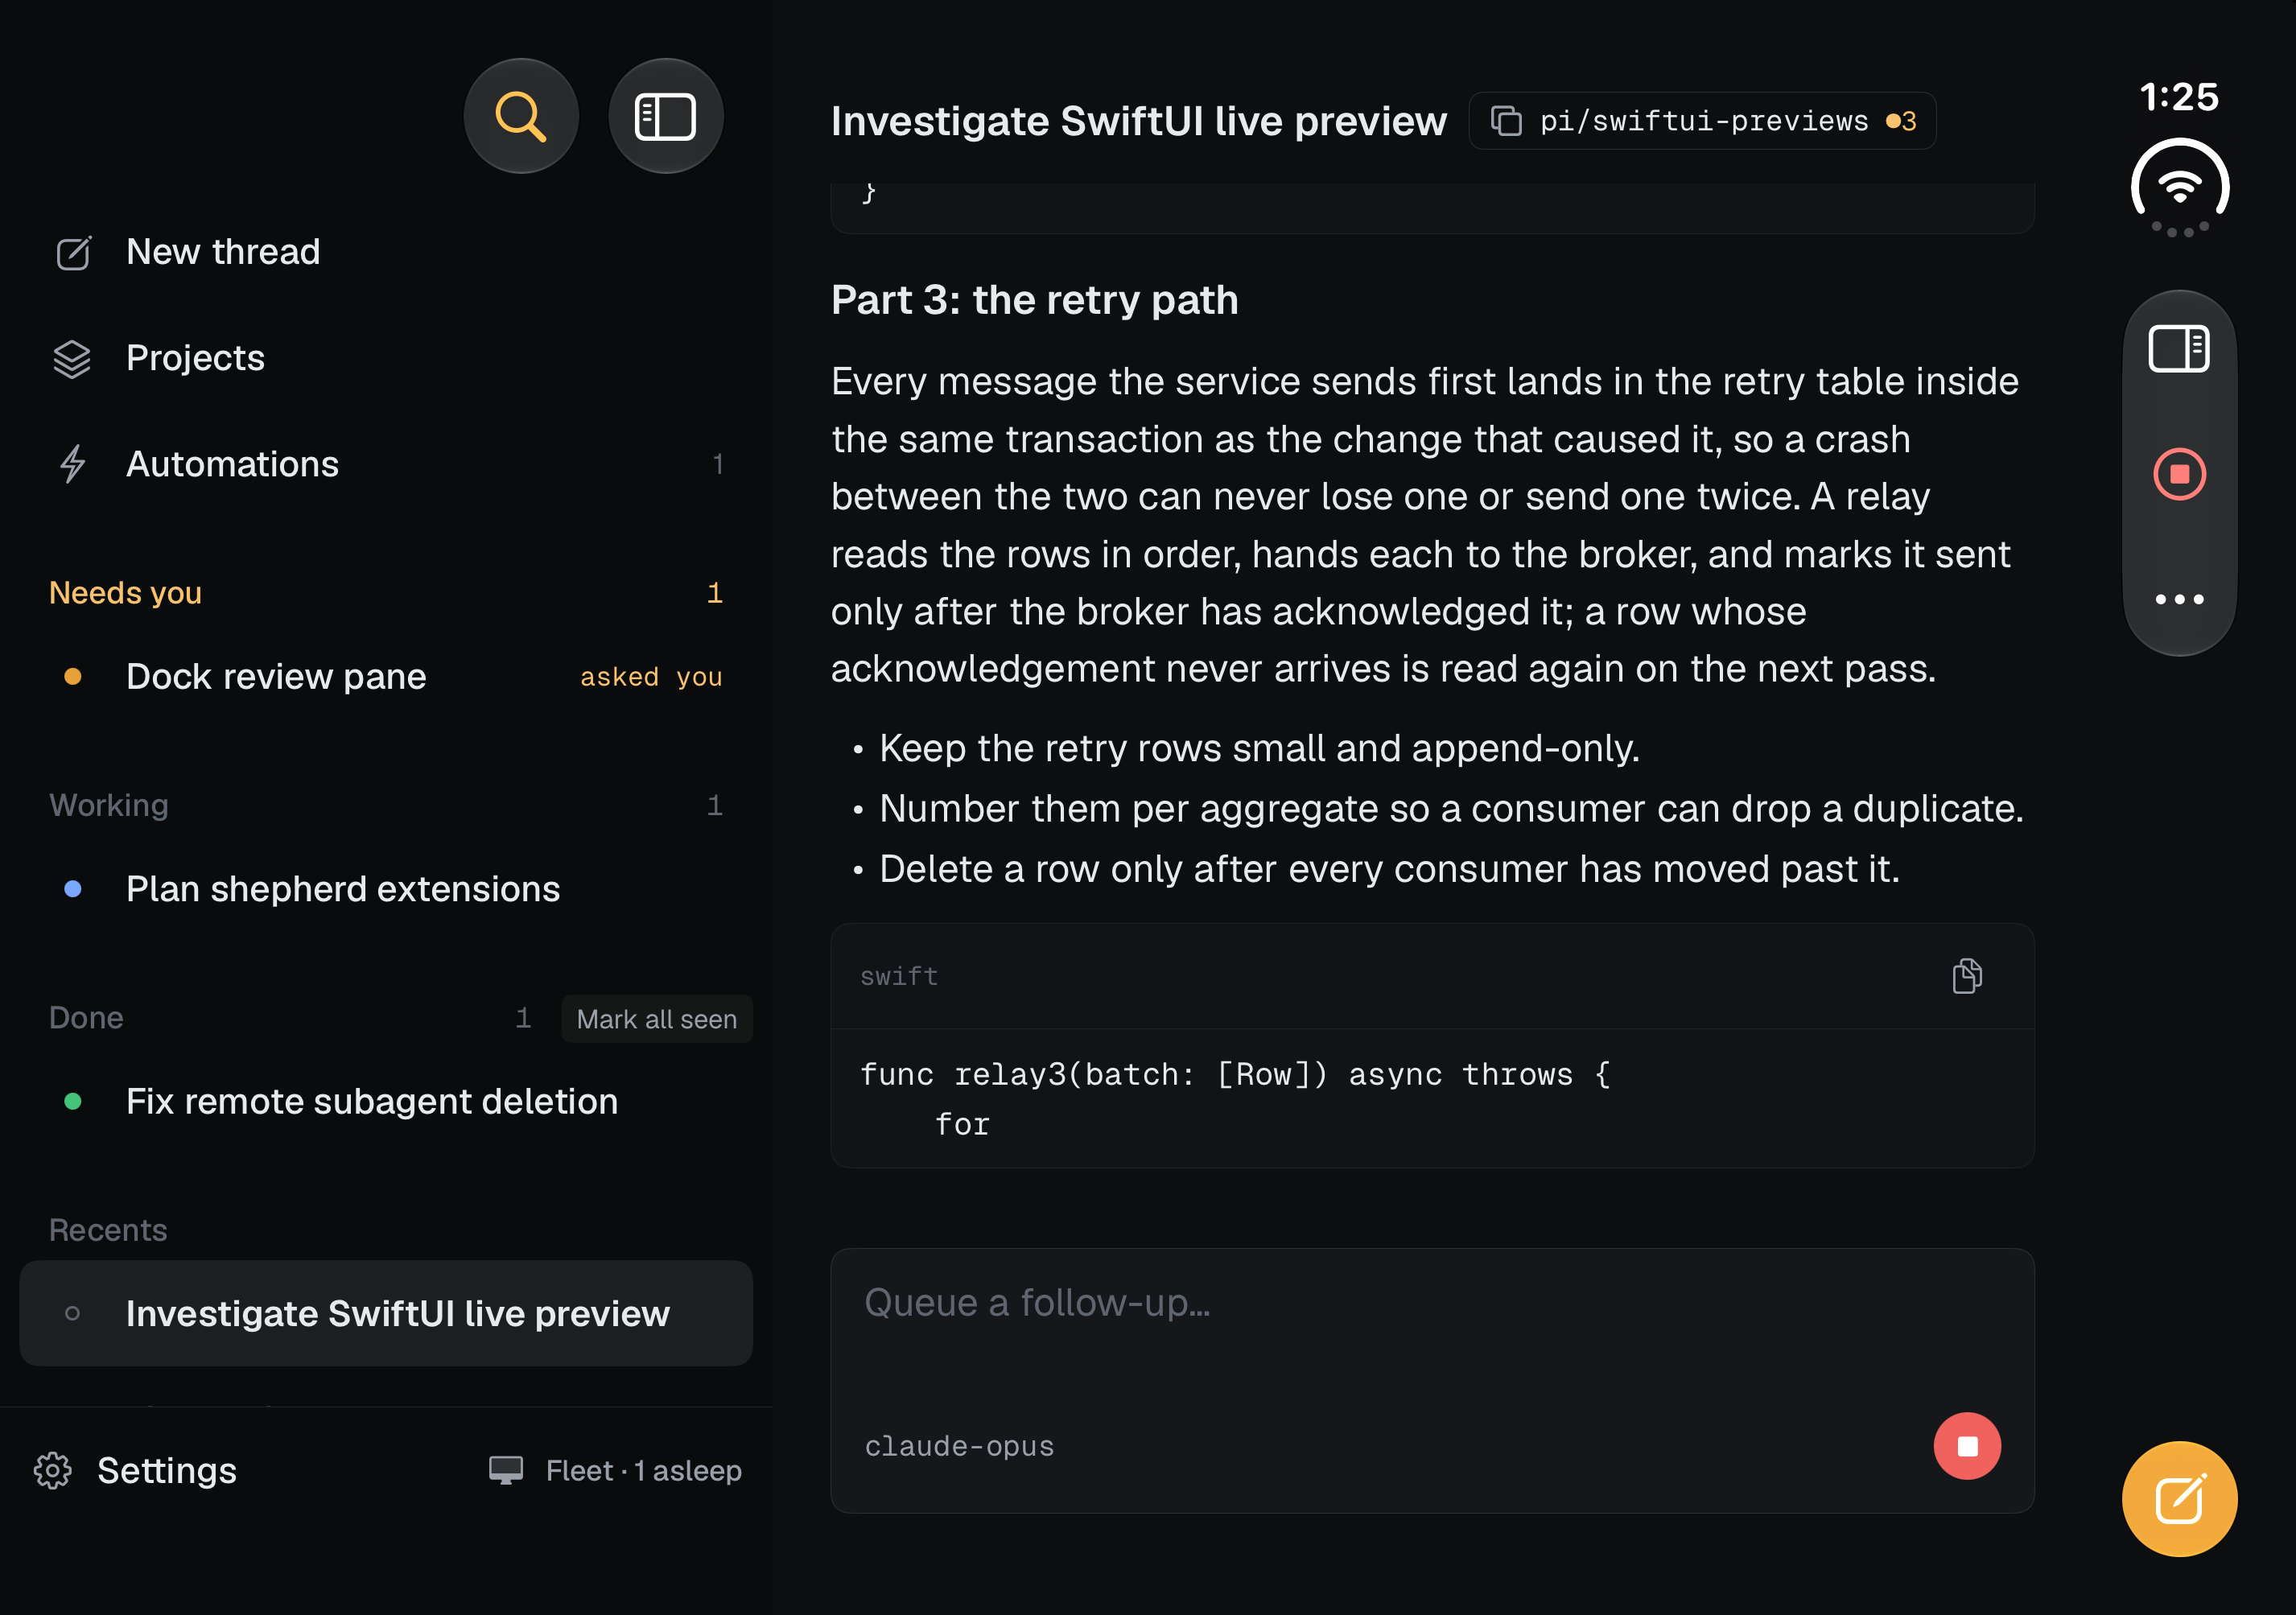 New thread
Projects
Automations 1
Needs you 1
Dock review pane asked you
Working 1
Plan shepherd extensions
Done 1 Mark all seen
Fix remote subagent deletion
Recents
Investigate SwiftUI live preview
Settings Fleet · 1 asleep
Investigate SwiftUI live preview pi/swiftui-previews 3
}
Part 3: the retry path
Every message the service sends first lands in the retry table inside
the same transaction as the change that caused it, so a crash
between the two can never lose one or send one twice. A relay
reads the rows in order, hands each to the broker, and marks it sent
only after the broker has acknowledged it; a row whose
acknowledgement never arrives is read again on the next pass.
• Keep the retry rows small and append-only.
• Number them per aggregate so a consumer can drop a duplicate.
• Delete a row only after every consumer has moved past it.
swift
func relay3(batch: [Row]) async throws {
for
Queue a follow-up…
claude-opus
1:25